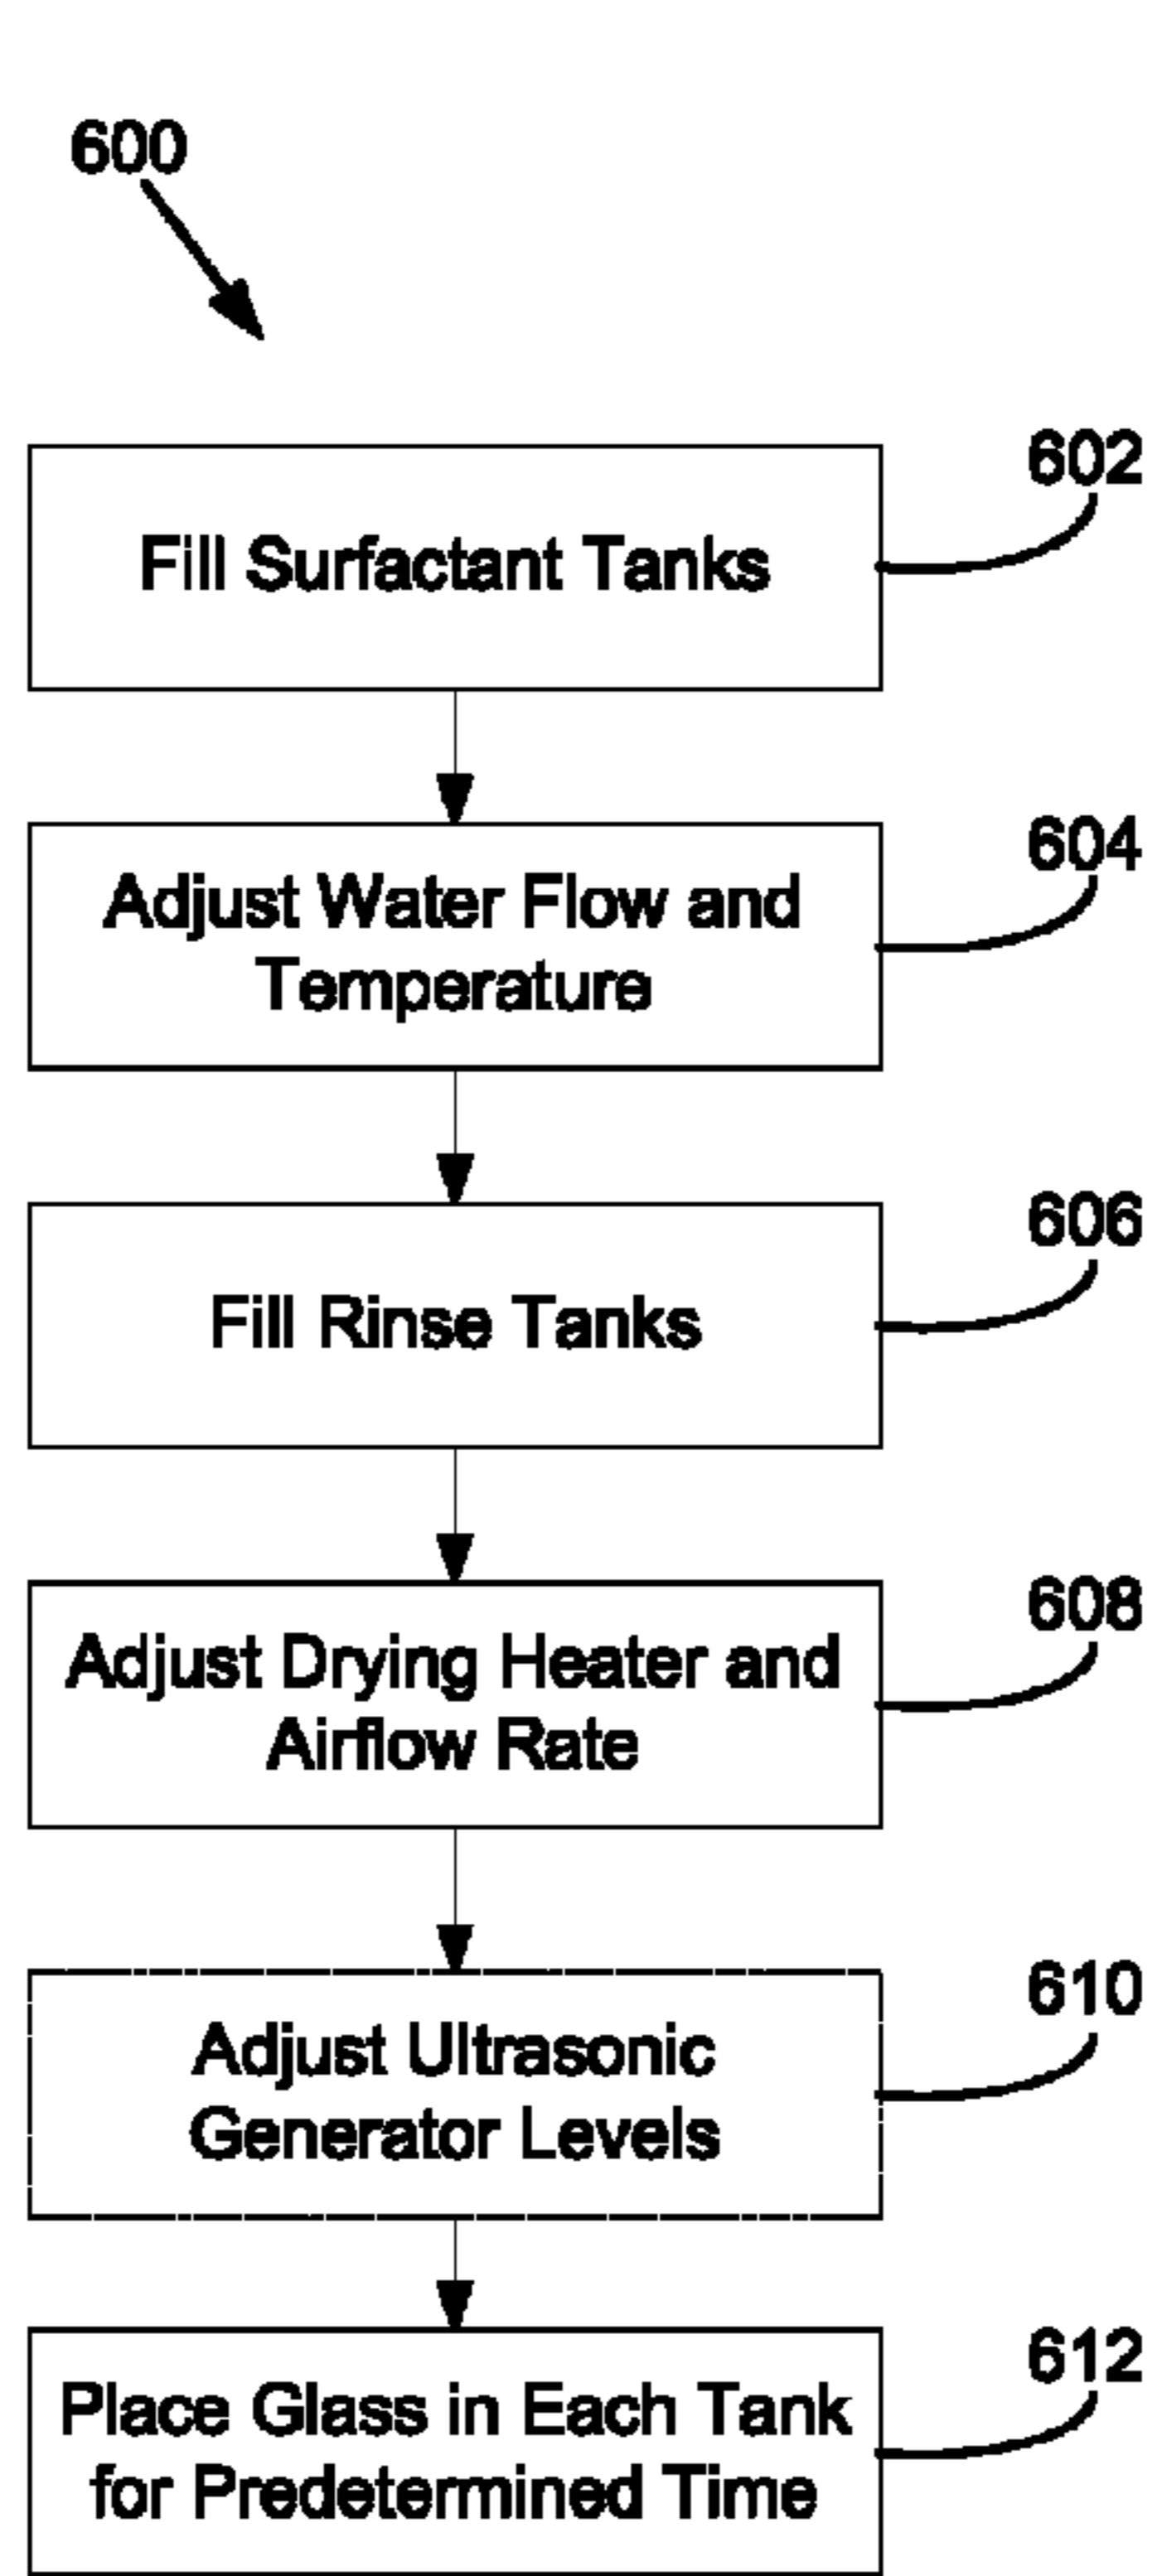 600
602
Fill Surfactant Tanks
604
Adjust Water Flow and
Temperature
606
Fill Rinse Tanks
608
Adjust Drying Heater and
Airflow Rate
610
Adjust Ultrasonic
Generator Levels
612
Place Glass in Each Tank
for Predetermined Time